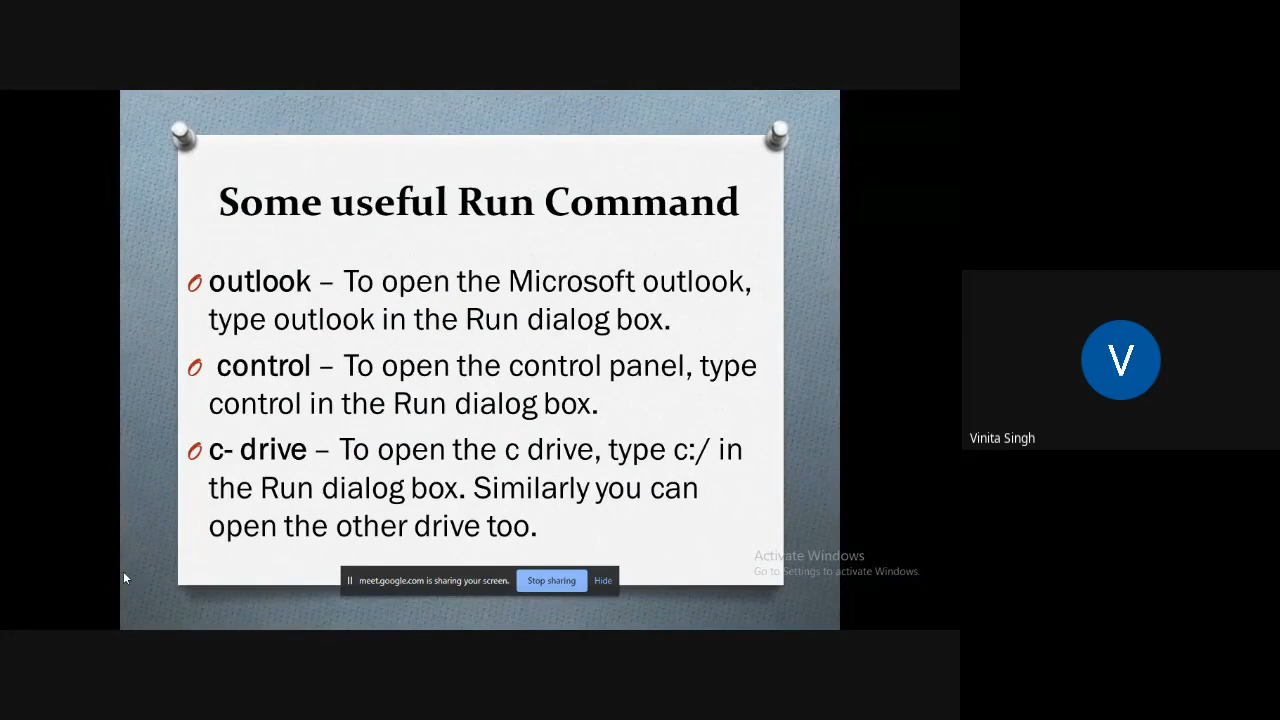 Some useful Run Command
outlook – To open the Microsoft outlook,
type outlook in the Run dialog box.
control – To open the control panel, type
control in the Run dialog box.
c- drive – To open the c drive, type c:/ in
the Run dialog box. Similarly you can
open the other drive too.
Activate Windows
Go to Settings to activate Windows.
meet.google.com is sharing your screen. Stop sharing Hide
V
Vinita Singh